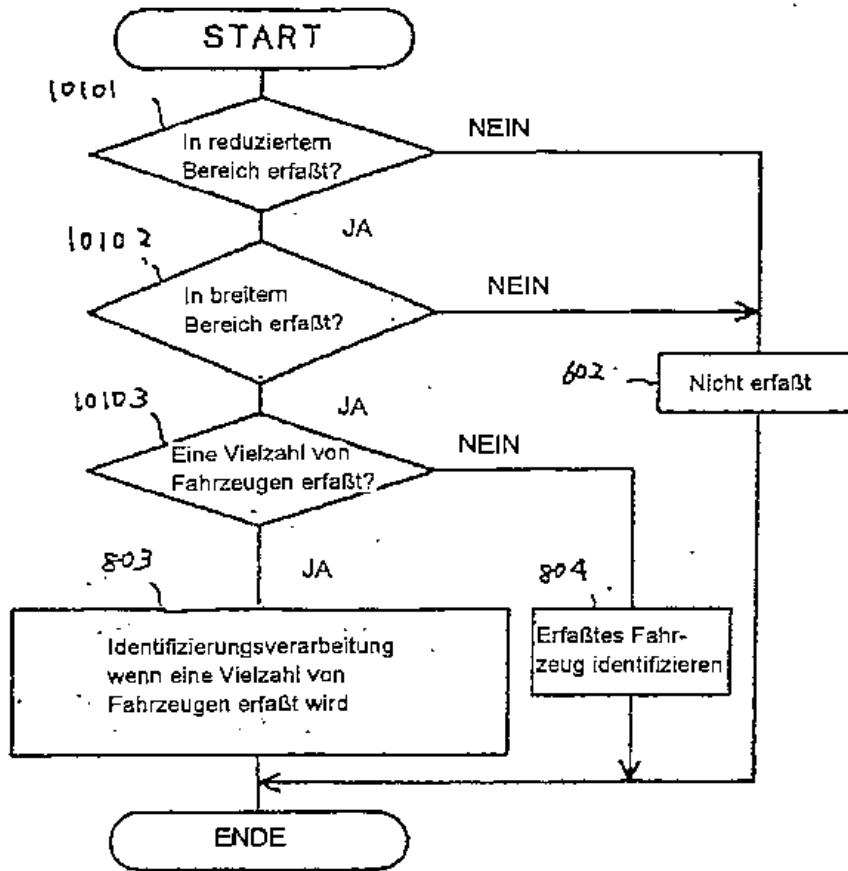 START
10101
In reduziertem
Bereich erfaßt?
NEIN
JA
10102
In breitem
Bereich erfaßt?
NEIN
602
Nicht erfaßt
JA
10103
Eine Vielzahl von
Fahrzeugen erfaßt?
NEIN
803
JA
804
Identifizierungsverarbeitung
wenn eine Vielzahl von
Fahrzeugen erfaßt wird
Erfaßtes Fahr-
zeug identifizieren
ENDE